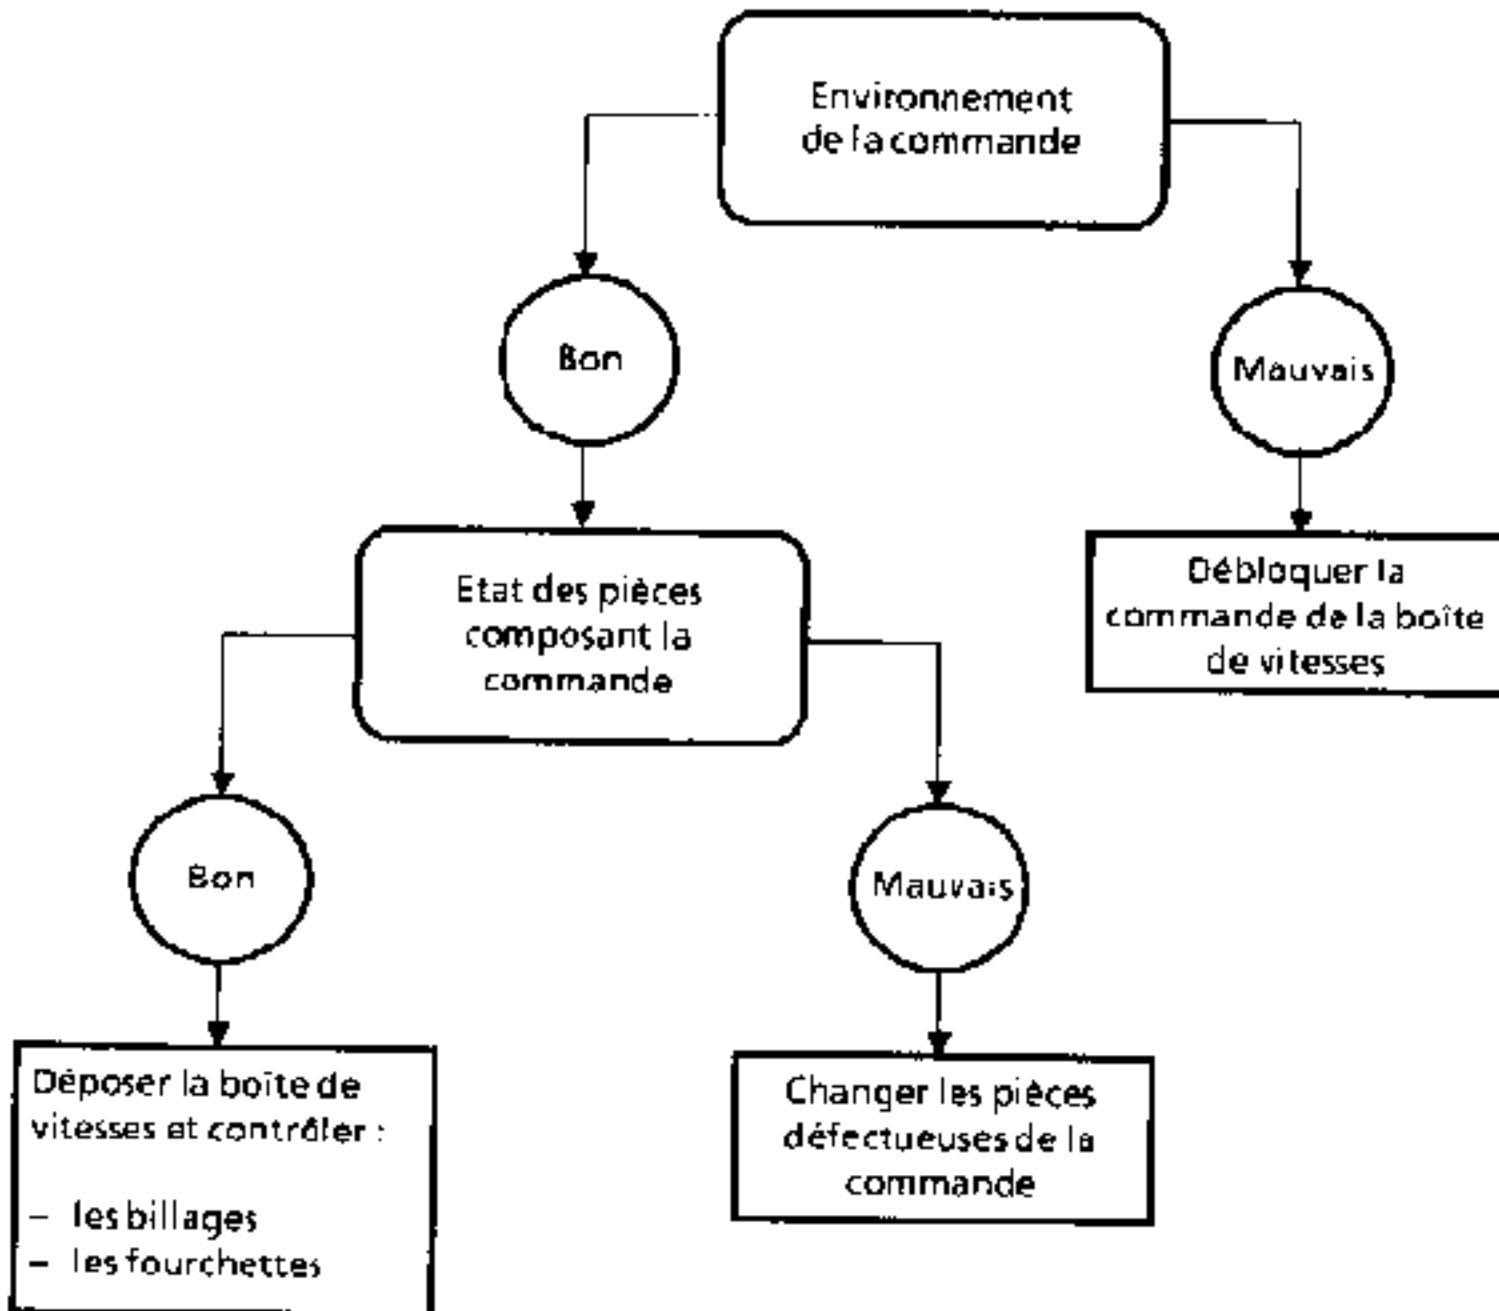 Environnement
de la commande
Bon
Mauvais
Etat des pièces
composant la
commande
Débloquer la
commande de la boîte
de vitesses
Bon
Mauvais
Déposer la boîte de
vitesses et contrôler :
– les billages
– les fourchettes
Changer les pièces
défectueuses de la
commande